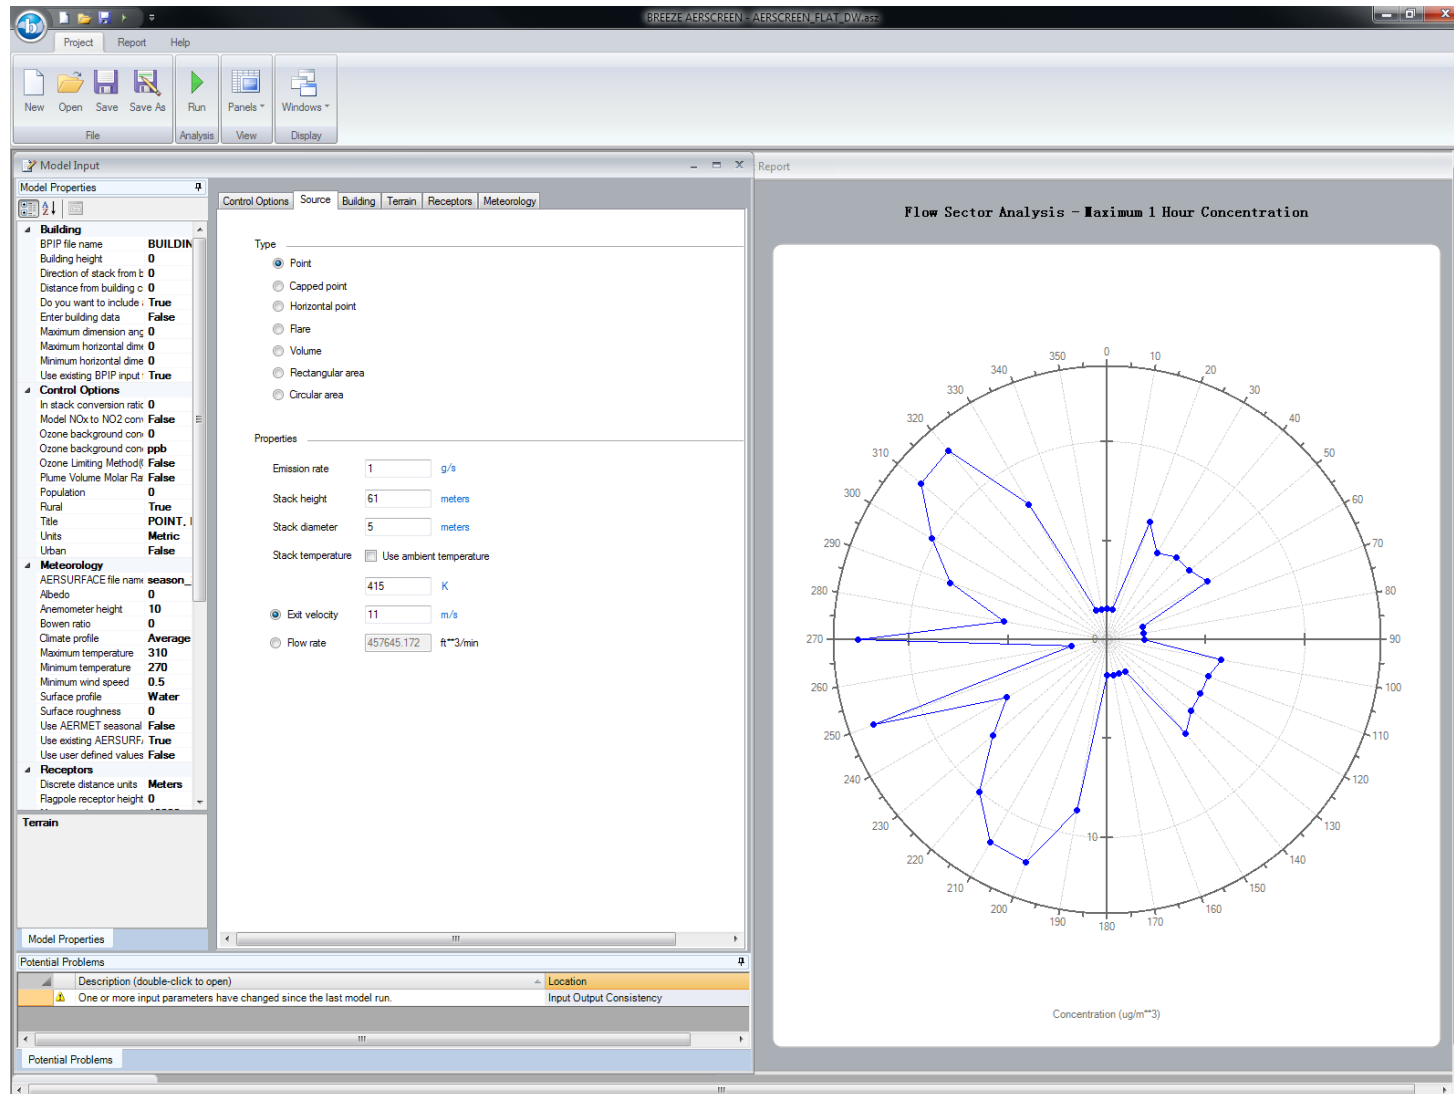 BREEZE AERSCREEN - AERSCREEN_FLAT_DW.asz
Project Report Help
New Open Save Save As Run Panels Windows
File Analysis View Display
Model Input
Report
Model Properties
Control Options Source Building Terrain Receptors Meteorology
Building
BPIP file name BUILDIN
Building height 0
Direction of stack from b 0
Distance from building c 0
Do you want to include True
Enter building data False
Maximum dimension ang 0
Maximum horizontal dime 0
Minimum horizontal dime 0
Use existing BPIP input True
Control Options
In stack conversion ratio 0
Model NOx to NO2 conv False
Ozone background conc 0
Ozone background conc ppb
Ozone Limiting Method(O False
Plume Volume Molar Ra False
Population 0
Rural True
Title POINT,
Units Metric
Urban False
Meteorology
AERSURFACE file name season_
Albedo 0
Anemometer height 10
Bowen ratio 0
Climate profile Average
Maximum temperature 310
Minimum temperature 270
Minimum wind speed 0.5
Surface profile Water
Surface roughness 0
Use AERMET seasonal False
Use existing AERSURF True
Use user defined values False
Receptors
Discrete distance units Meters
Flagpole receptor height 0
Terrain
Model Properties
Type
Point
Capped point
Horizontal point
Flare
Volume
Rectangular area
Circular area
Properties
Emission rate 1 g/s
Stack height 61 meters
Stack diameter 5 meters
Stack temperature Use ambient temperature
415 K
Exit velocity 11 m/s
Flow rate 457645.172 ft**3/min
Potential Problems
Description (double-click to open) Location
One or more input parameters have changed since the last model run. Input Output Consistency
Potential Problems
Flow Sector Analysis - Maximum 1 Hour Concentration
0
10
20
30
40
50
60
70
80
90
100
110
120
130
140
150
160
170
180
190
200
210
220
230
240
250
260
270
280
290
300
310
320
330
340
350
0
10
Concentration (ug/m**3)